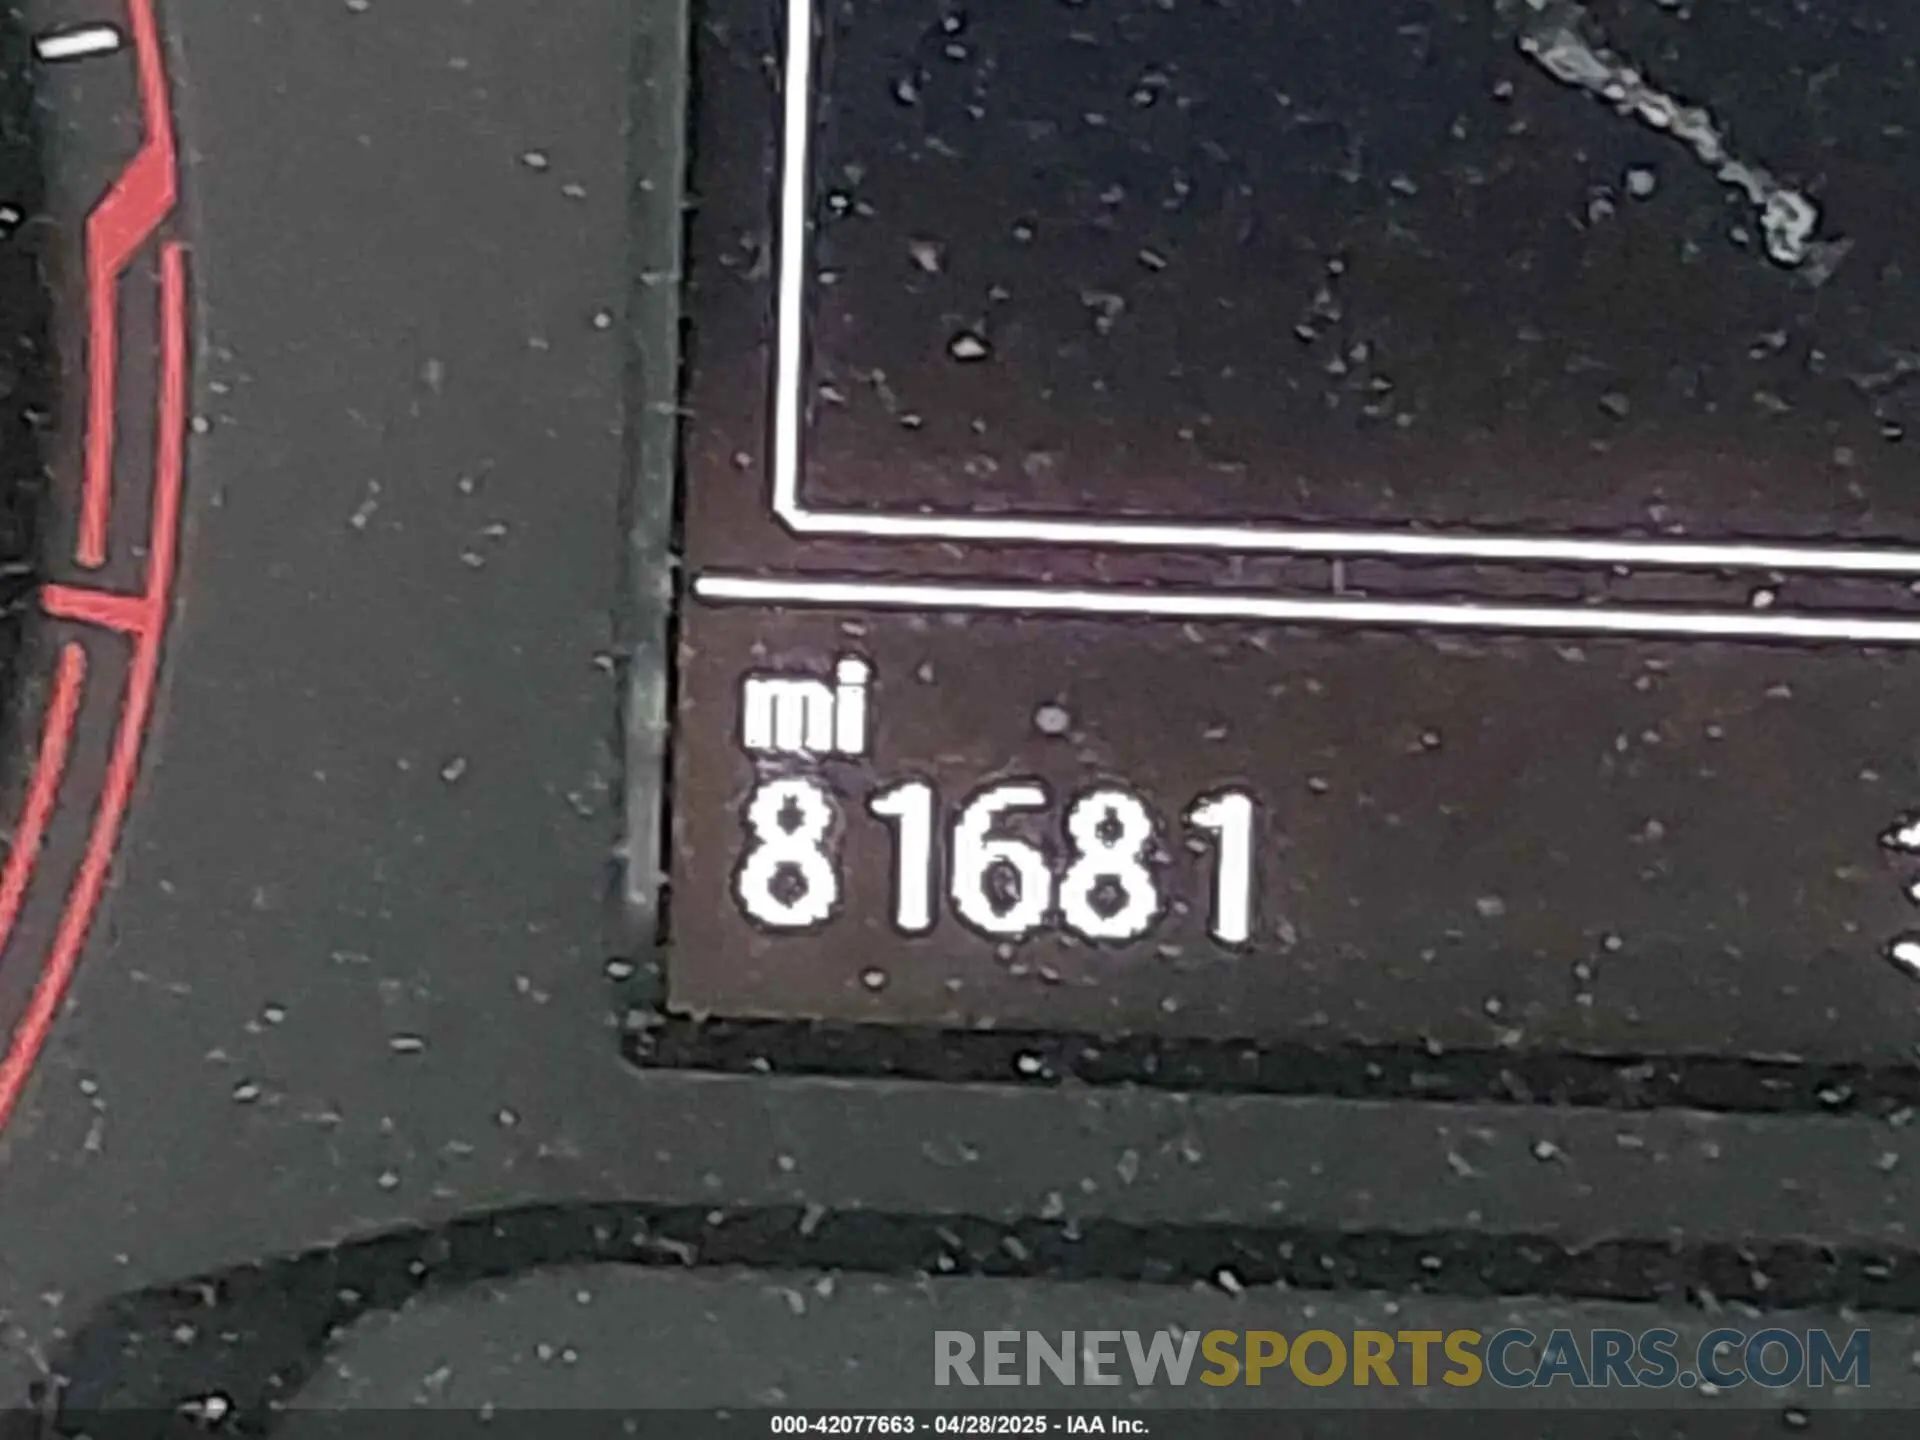 mi
81681
RENEWSPORTSCARS.COM
000-42077663 - 04/28/2025 - IAA Inc.